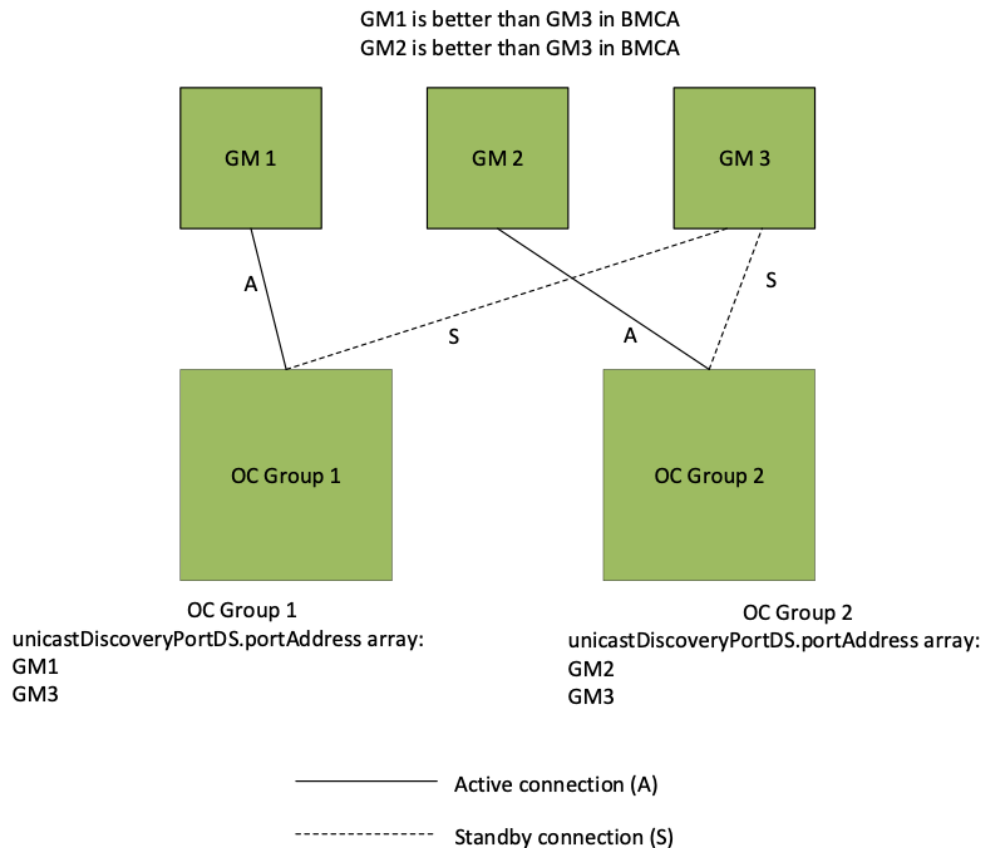 GM1 is better than GM3 in BMCA
GM2 is better than GM3 in BMCA
GM 1
GM 2
GM 3
A
S
S
A
OC Group 1
OC Group 2
OC Group 1
unicastDiscoveryPortDS.portAddress array:
GM1
GM3
OC Group 2
unicastDiscoveryPortDS.portAddress array:
GM2
GM3
Active connection (A)
Standby connection (S)